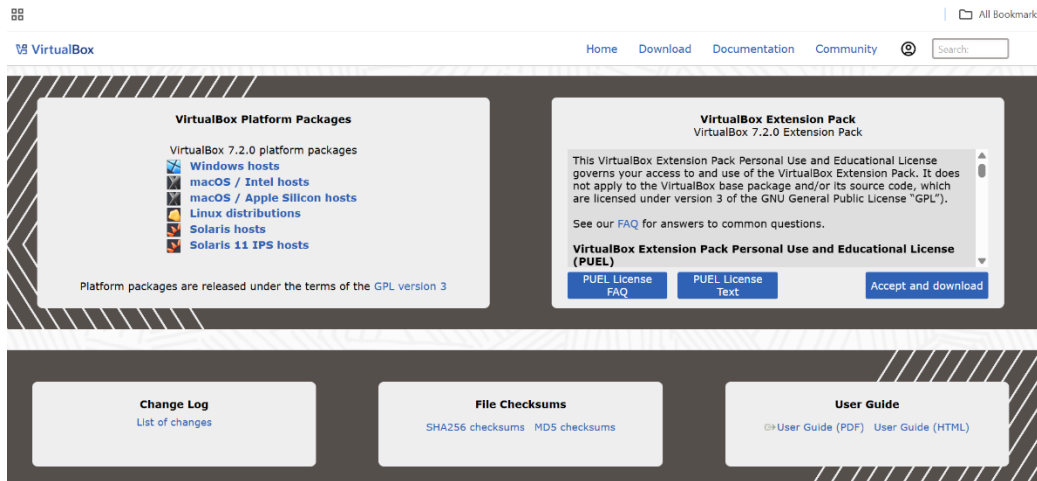 All Bookmark
VirtualBox
Home Download Documentation Community Search:
VirtualBox Platform Packages
VirtualBox 7.2.0 platform packages
Windows hosts
macOS / Intel hosts
macOS / Apple Silicon hosts
Linux distributions
Solaris hosts
Solaris 11 IPS hosts
Platform packages are released under the terms of the GPL version 3
VirtualBox Extension Pack
VirtualBox 7.2.0 Extension Pack
This VirtualBox Extension Pack Personal Use and Educational License
governs your access to and use of the VirtualBox Extension Pack. It does
not apply to the VirtualBox base package and/or its source code, which
are licensed under version 3 of the GNU General Public License “GPL”).
See our FAQ for answers to common questions.
VirtualBox Extension Pack Personal Use and Educational License
(PUEL)
PUEL License
FAQ
PUEL License
Text
Accept and download
Change Log
List of changes
File Checksums
SHA256 checksums MD5 checksums
User Guide
User Guide (PDF) User Guide (HTML)